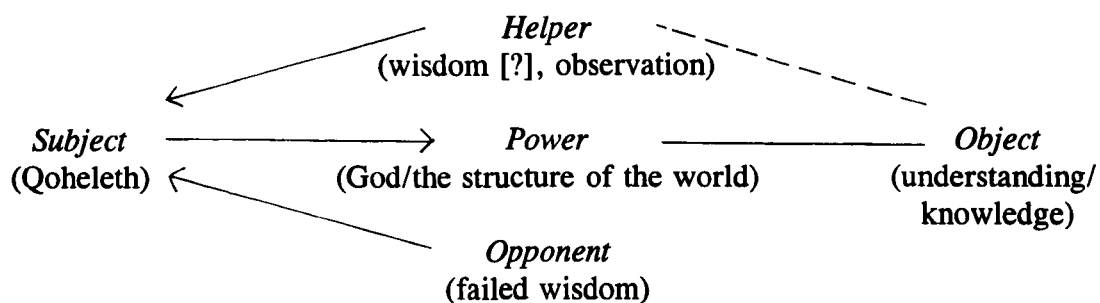 Helper
(wisdom [?], observation)
Subject Power Object
(Qoheleth) (God/the structure of the world) (understanding/
knowledge)
Opponent
(failed wisdom)